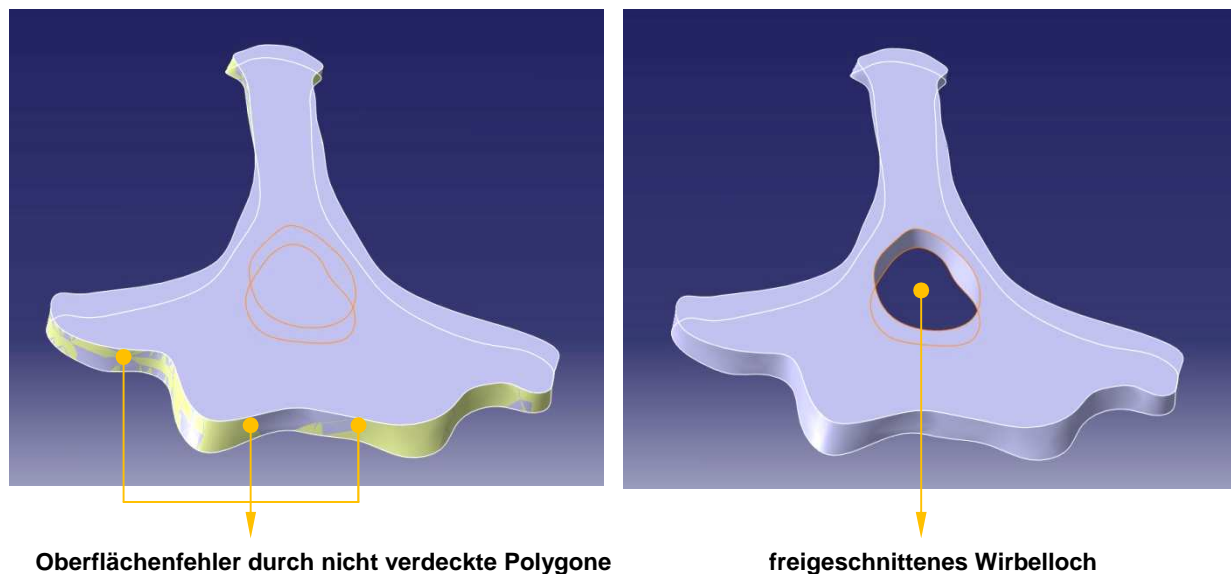 Oberflächenfehler durch nicht verdeckte Polygone
freigeschnittenes Wirbelloch